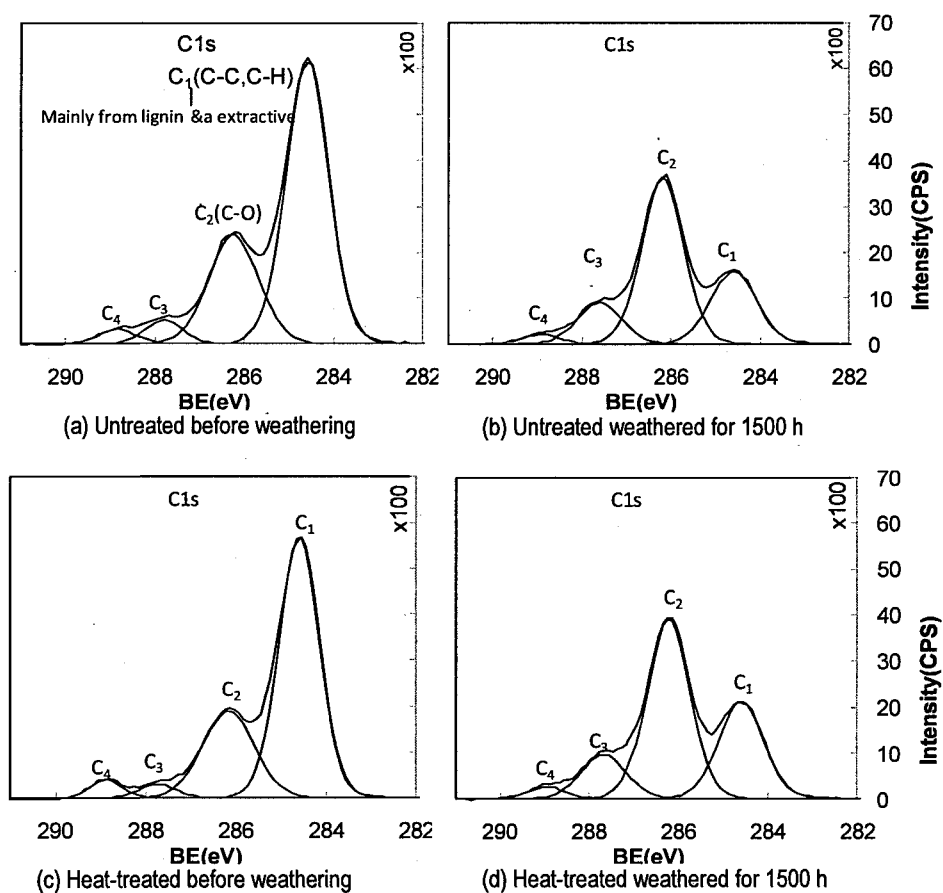 C1s
x100
C₁(C-C,C-H)
Mainly from lignin &a extractive
C₂(C-O)
C₃
C₄
290 288 286 284 282
BE(eV)
(a) Untreated before weathering
C1s
x100
70
60
50
40
30
20
10
0
Intensity(CPS)
C₂
C₃
C₁
C₄
290 288 286 284 282
BE(eV)
(b) Untreated weathered for 1500 h
C1s
x100
C₁
C₂
C₃
C₄
290 288 286 284 282
BE(eV)
(c) Heat-treated before weathering
C1s
x100
70
60
50
40
30
20
10
0
Intensity(CPS)
C₂
C₁
C₃
C₄
290 288 286 284 282
BE(eV)
(d) Heat-treated weathered for 1500 h